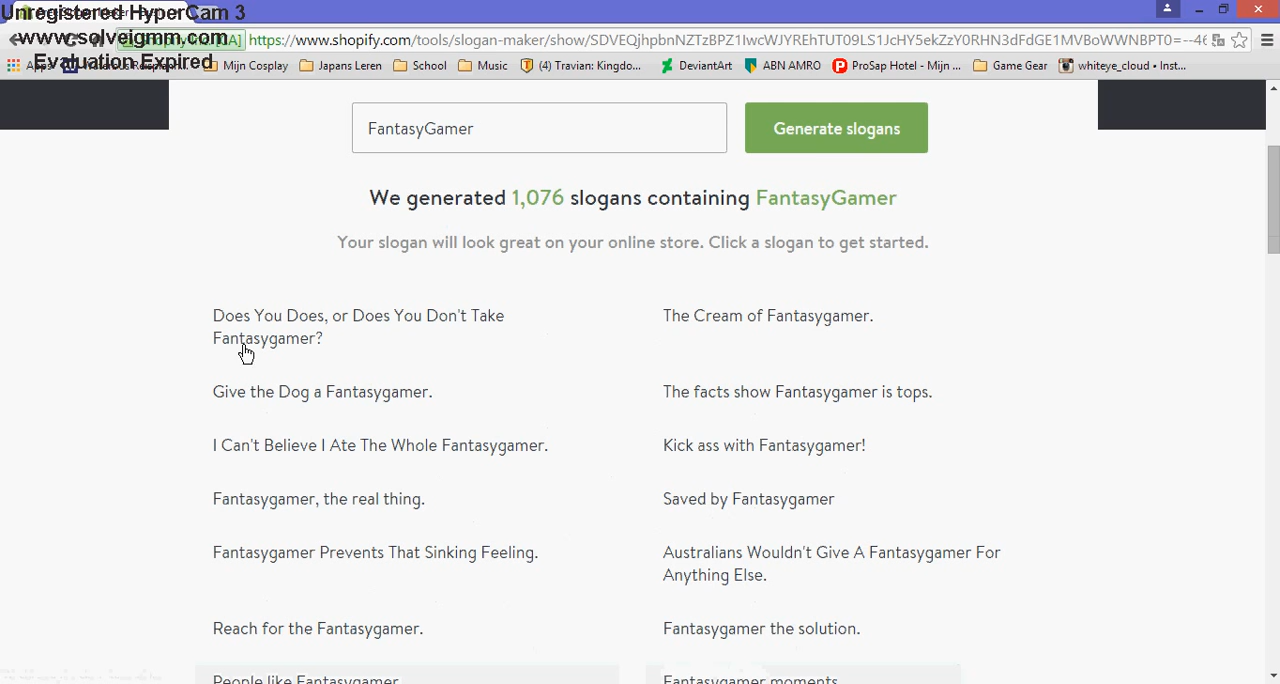 Unregistered HyperCam 3
www.solveigmm.com
Evaluation Expired
https://www.shopify.com/tools/slogan-maker/show/
Mijn Cosplay
Japans Leren
School
Music
(4) Travian: Kingdo...
DeviantArt
ABN AMRO
ProSap Hotel - Mijn ...
Game Gear
whiteye_cloud • Inst...
FantasyGamer
Generate slogans
We generated 1,076 slogans containing FantasyGamer
Your slogan will look great on your online store. Click a slogan to get started.
Does You Does, or Does You Don't Take
Fantasygamer?
The Cream of Fantasygamer.
Give the Dog a Fantasygamer.
The facts show Fantasygamer is tops.
I Can't Believe I Ate The Whole Fantasygamer.
Kick ass with Fantasygamer!
Fantasygamer, the real thing.
Saved by Fantasygamer
Fantasygamer Prevents That Sinking Feeling.
Australians Wouldn't Give A Fantasygamer For
Anything Else.
Reach for the Fantasygamer.
Fantasygamer the solution.
People like Fantasygamer
Fantasygamer moments